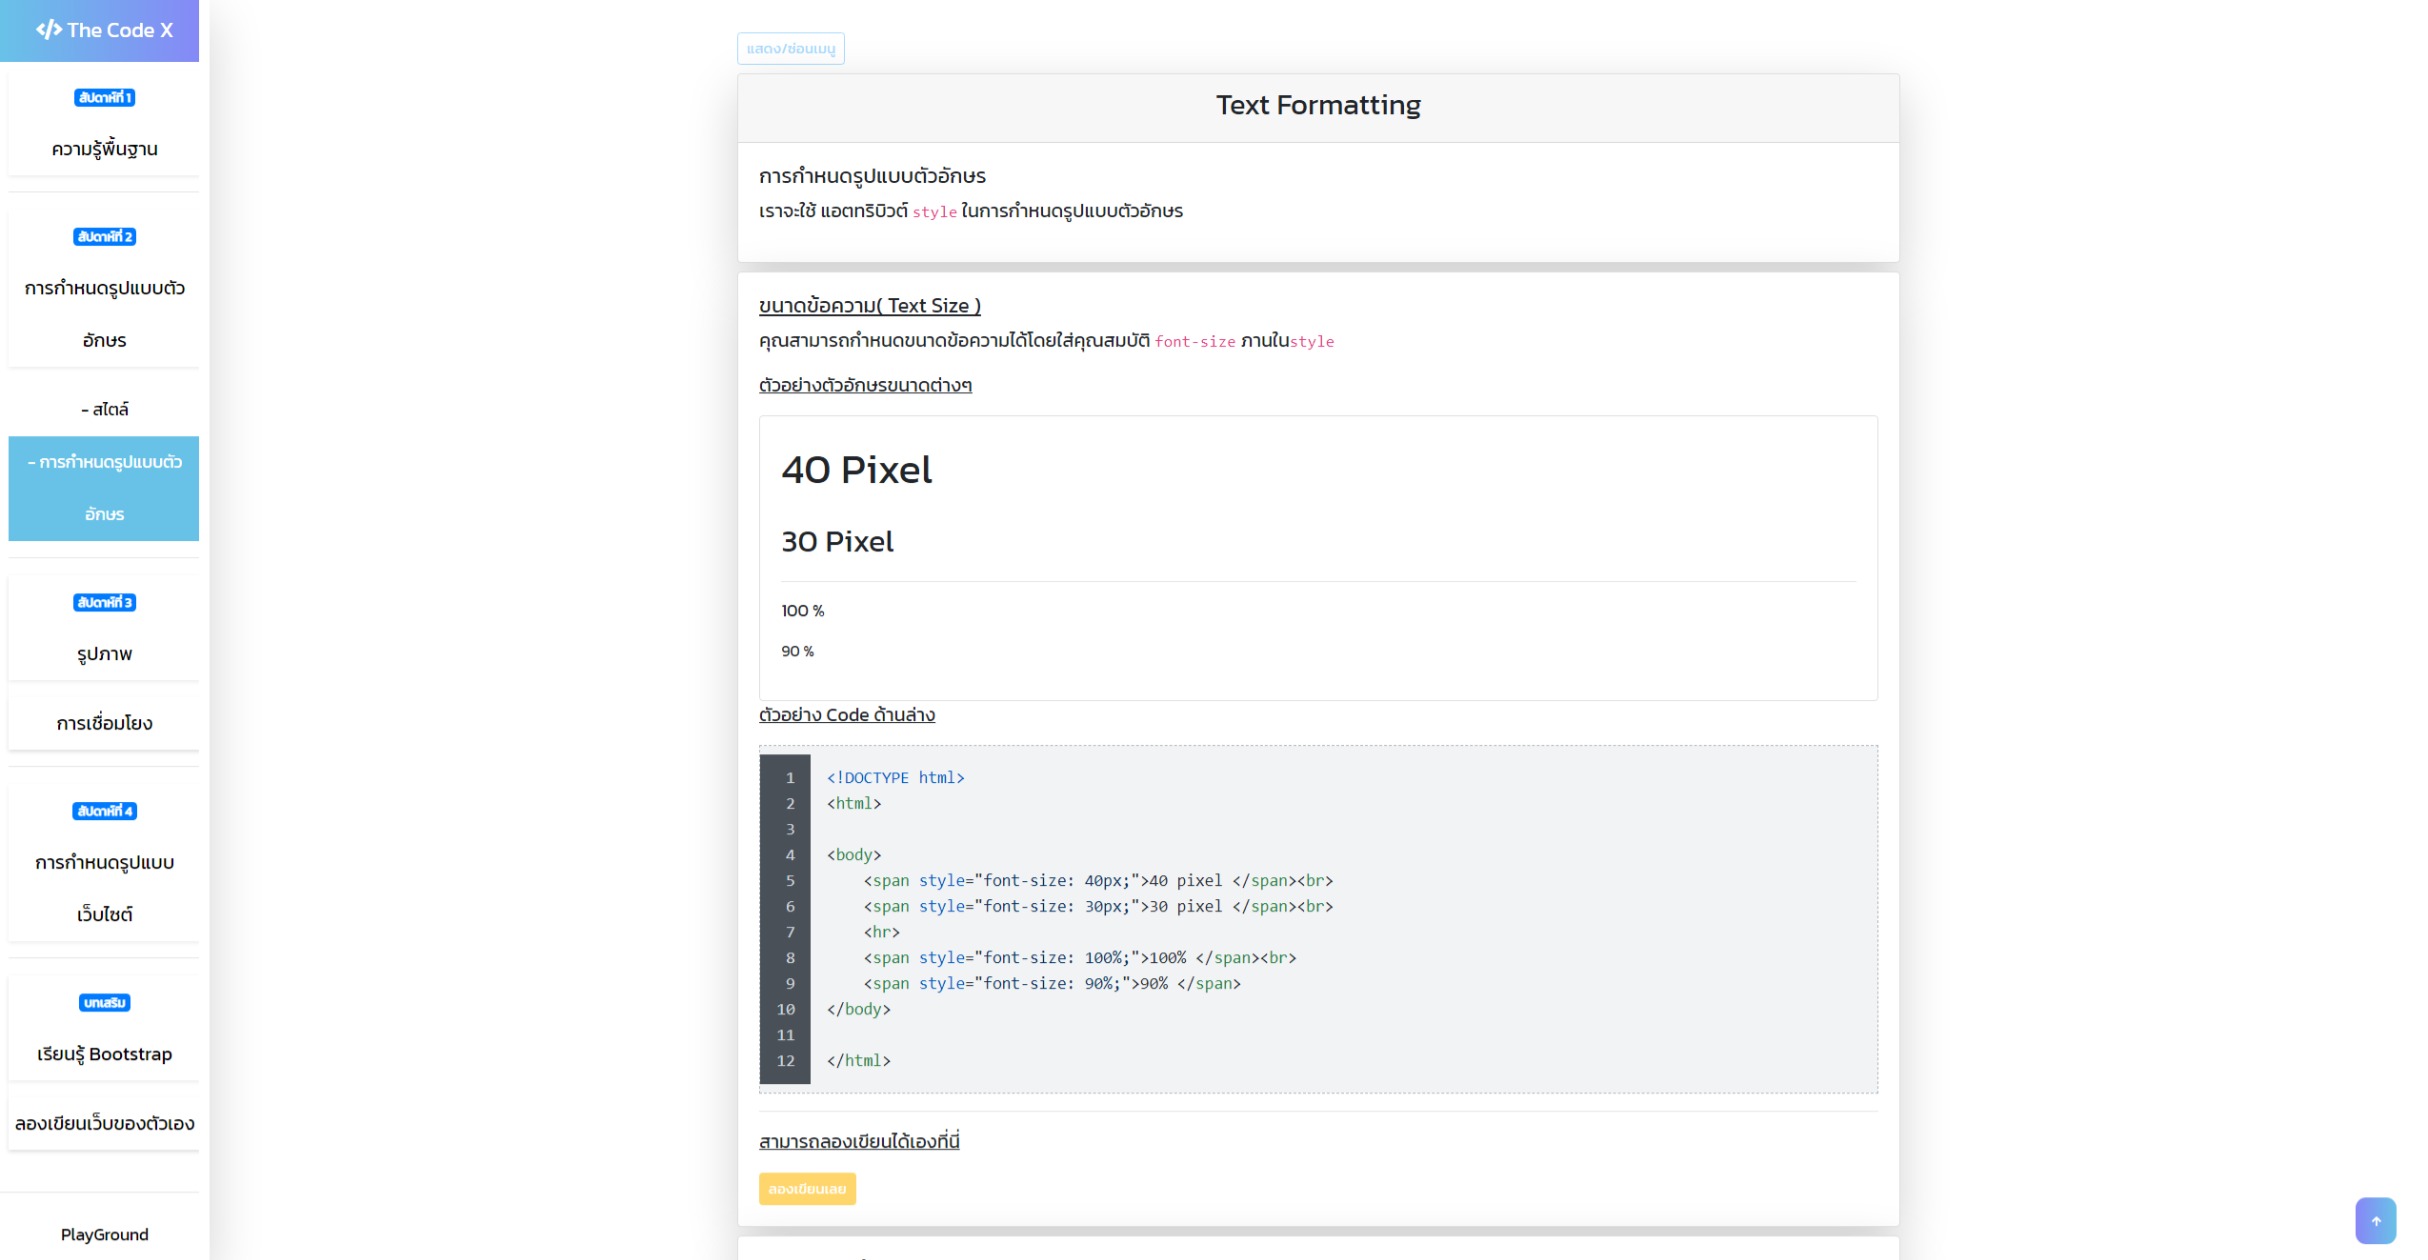 The Code X
สัปดาห์ที่ 1
ความรู้พื้นฐาน
สัปดาห์ที่ 2
การกำหนดรูปแบบตัว
อักษร
- สไตล์
- การกำหนดรูปแบบตัว
อักษร
สัปดาห์ที่ 3
รูปภาพ
การเชื่อมโยง
สัปดาห์ที่ 4
การกำหนดรูปแบบ
เว็บไซต์
บทเสริม
เรียนรู้ Bootstrap
ลองเขียนเว็บของตัวเอง
PlayGround
แสดง/ซ่อนเมนู
Text Formatting
การกำหนดรูปแบบตัวอักษร
เราจะใช้ แอตทริบิวต์ style ในการกำหนดรูปแบบตัวอักษร
ขนาดข้อความ( Text Size )
คุณสามารถกำหนดขนาดข้อความได้โดยใส่คุณสมบัติ font-size ภานในstyle
ตัวอย่างตัวอักษรขนาดต่างๆ
40 Pixel
30 Pixel
100 %
90 %
ตัวอย่าง Code ด้านล่าง
1 <!DOCTYPE html>
2 <html>
3
4 <body>
5 <span style="font-size: 40px;">40 pixel </span><br>
6 <span style="font-size: 30px;">30 pixel </span><br>
7 <hr>
8 <span style="font-size: 100%;">100% </span><br>
9 <span style="font-size: 90%;">90% </span>
10 </body>
11
12 </html>
สามารถลองเขียนได้เองที่นี่
ลองเขียนเลย